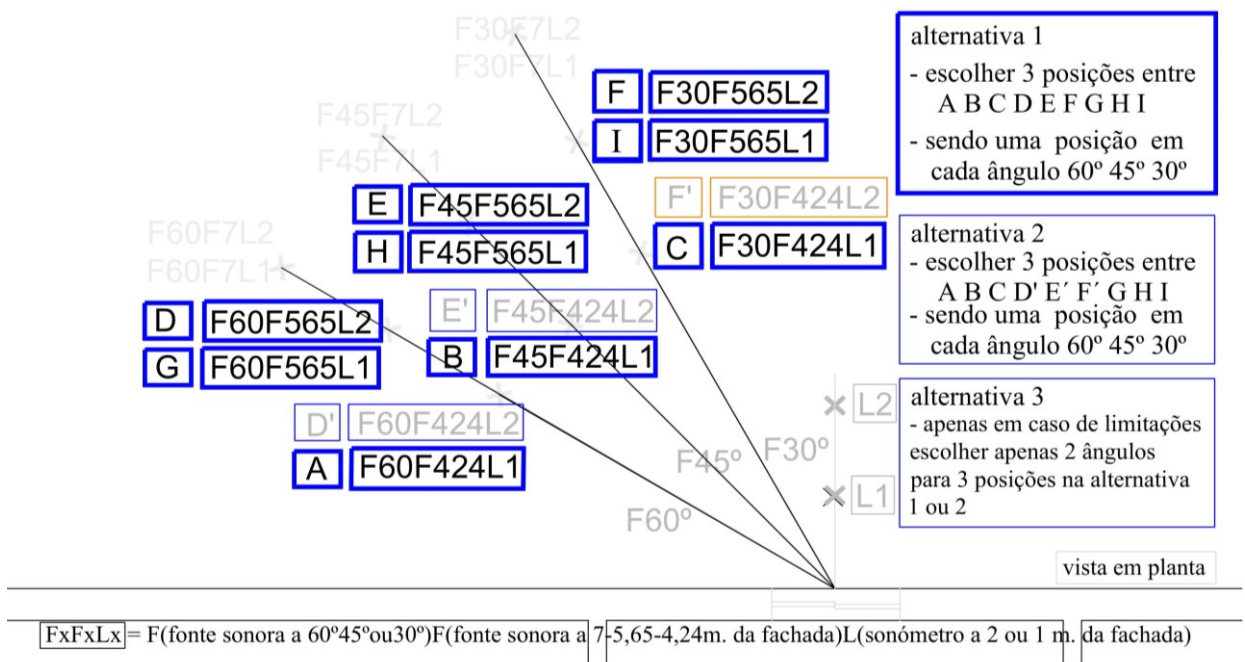 F30F7L2
F30F7L1
F F30F565L2
I F30F565L1
F45F7L2
F45F7L1
E F45F565L2
H F45F565L1
F' F30F424L2
C F30F424L1
F60F7L2
F60F7L1
D F60F565L2
G F60F565L1
E' F45F424L2
B F45F424L1
D' F60F424L2
A F60F424L1
F60º
F45º
F30º
L2
L1
alternativa 1
- escolher 3 posições entre
A B C D E F G H I
- sendo uma posição em
cada ângulo 60º 45º 30º
alternativa 2
- escolher 3 posições entre
A B C D' E´ F´ G H I
- sendo uma posição em
cada ângulo 60º 45º 30º
alternativa 3
- apenas em caso de limitações
escolher apenas 2 ângulos
para 3 posições na alternativa
1 ou 2
vista em planta
FxFxLx = F(fonte sonora a 60º45ºou30º)F(fonte sonora a 7-5,65-4,24m. da fachada)L(sonómetro a 2 ou 1 m. da fachada)